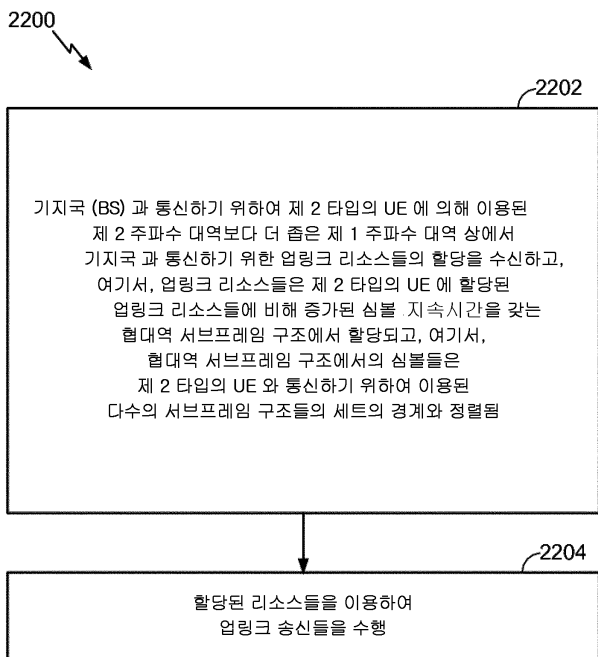 2200
2202
기지국 (BS) 과 통신하기 위하여 제 2 타입의 UE 에 의해 이용된
제 2 주파수 대역보다 더 좁은 제 1 주파수 대역 상에서
기지국 과 통신하기 위한 업링크 리소스들의 할당을 수신하고,
여기서, 업링크 리소스들은 제 2 타입의 UE 에 할당된
업링크 리소스들에 비해 증가된 심볼 지속시간을 갖는
협대역 서브프레임 구조에서 할당되고, 여기서,
협대역 서브프레임 구조에서의 심볼들은
제 2 타입의 UE 와 통신하기 위하여 이용된
다수의 서브프레임 구조들의 세트의 경계와 정렬됨
2204
할당된 리소스들을 이용하여
업링크 송신들을 수행